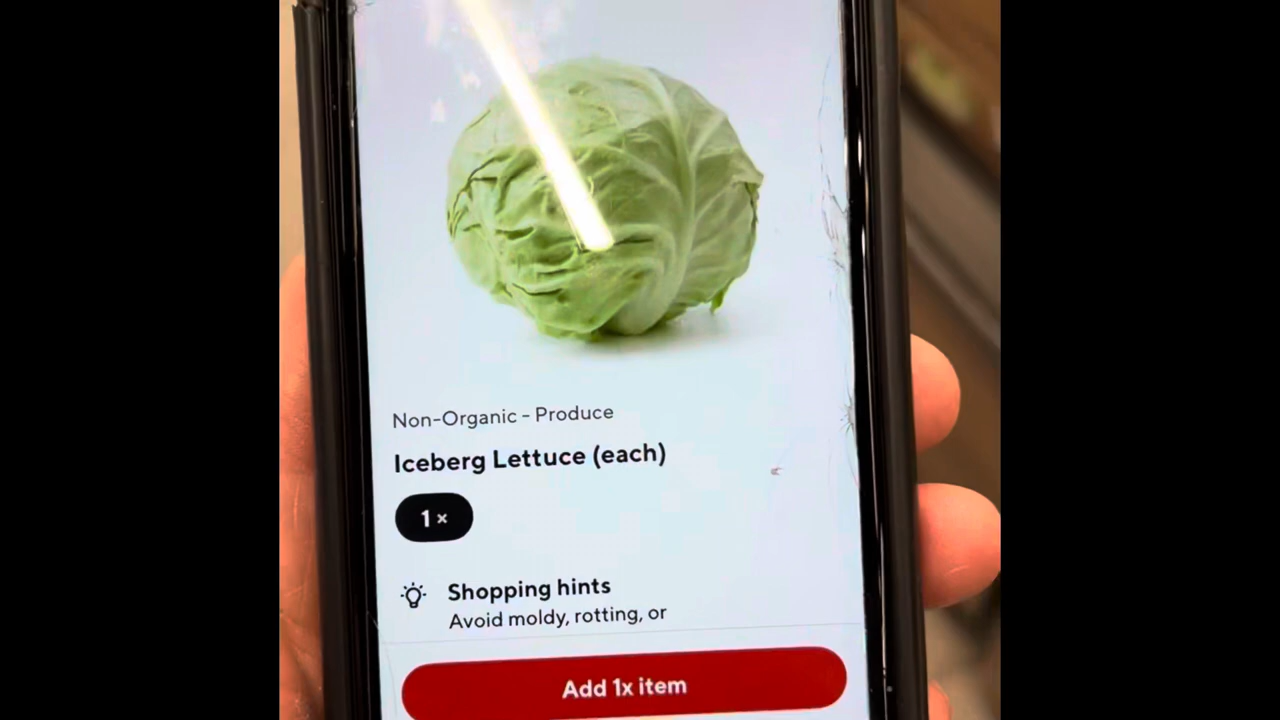 Non-Organic - Produce
Iceberg Lettuce (each)
1 ×
Shopping hints
Avoid moldy, rotting, or
Add 1x item